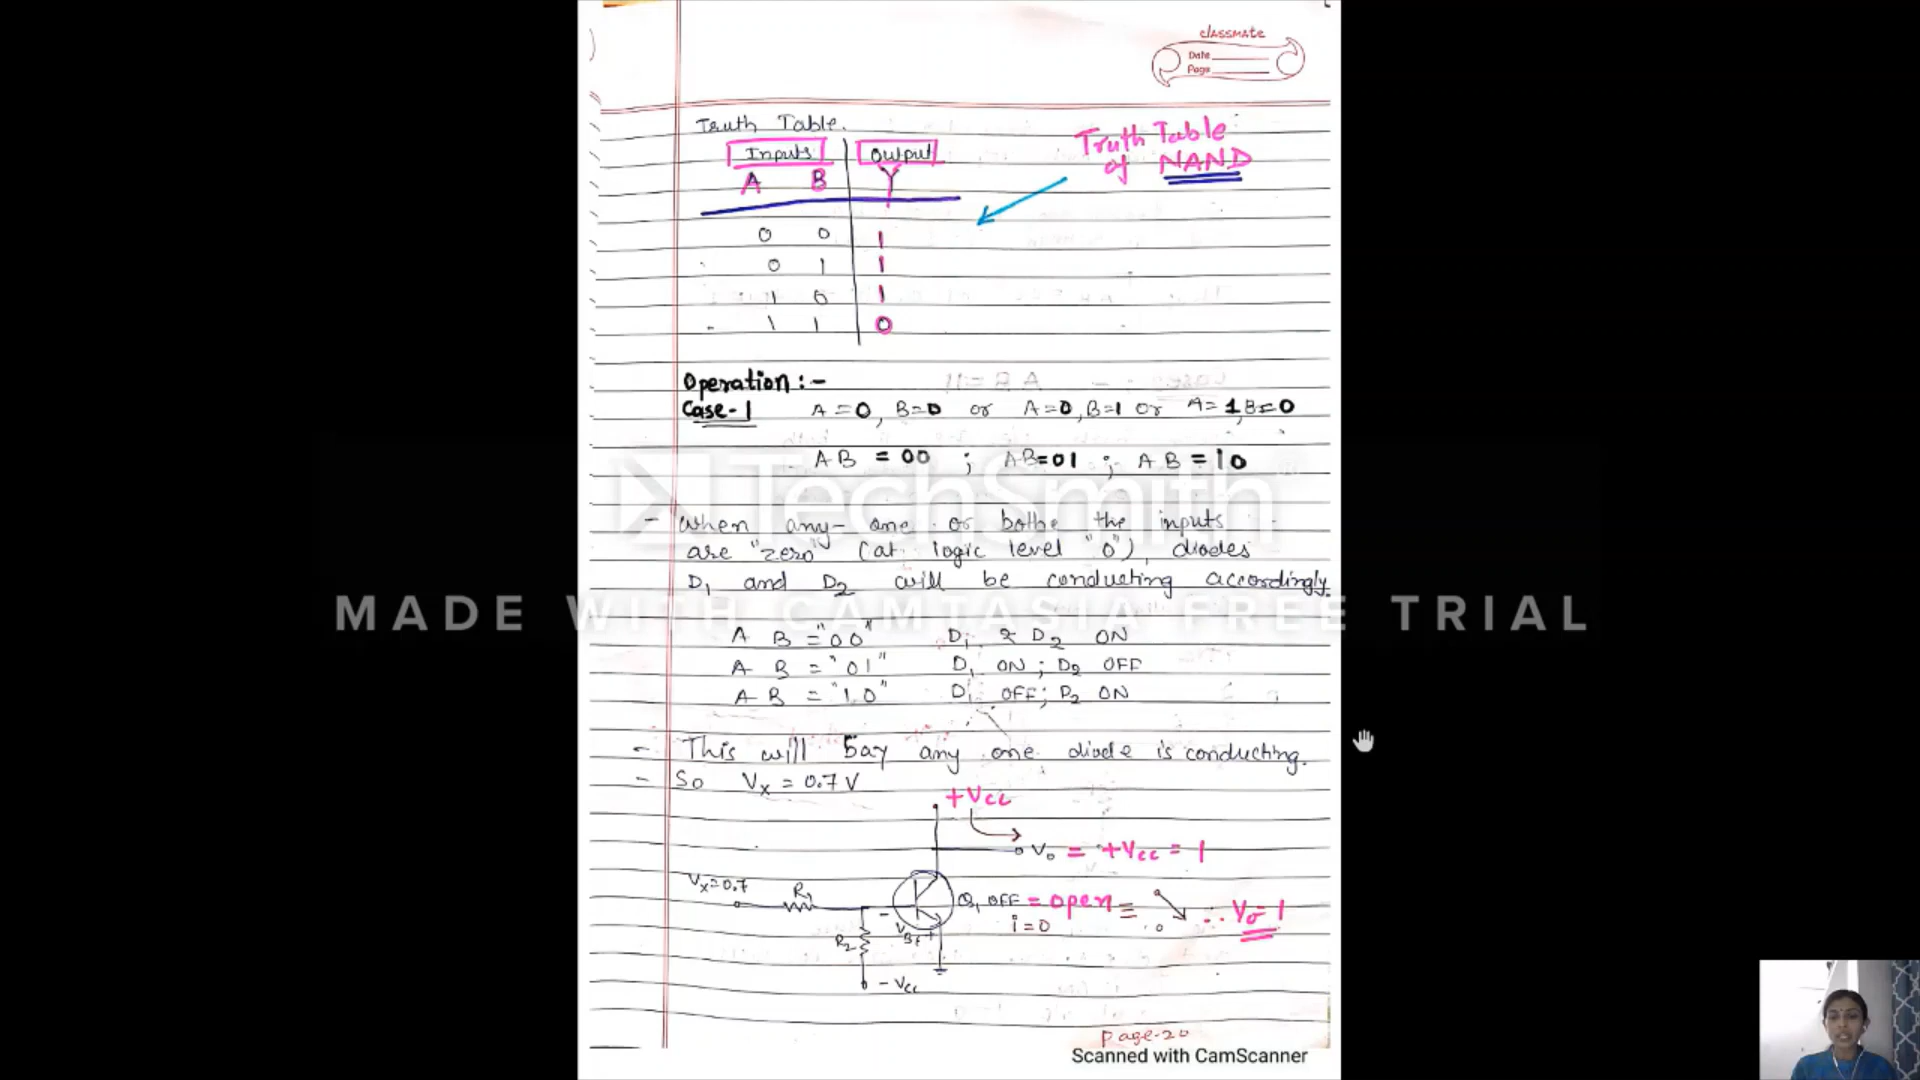 classmate
Date
Page
Truth Table.
Inputs Output
A B Y
Truth Table
of NAND
0 0 1
0 1 1
1 0 1
1 1 0
Operation :-
Case-1 A=0, B=0 or A=0, B=1 or A=1, B=0
AB = 00 ; AB=01 ; AB = 10
TechSmith
- when any-one or bothe the inputs
are "zero" (at logic level "0"), diodes
D1 and D2 will be conducting accordingly.
MADE WITH CAMTASIA FREE TRIAL
A B = "00" D1 & D2 ON
A B = "01" D1 ON ; D2 OFF
A B = "10" D1 OFF; D2 ON
- This will say any one diode is conducting.
- So Vx = 0.7 V
+Vcc
Vo = +Vcc = 1
Vx=0.7 R1
Q1 OFF = open ≡ ∴ Vo=1
i=0
R2 - VBE +
- Vcc
Page-20
Scanned with CamScanner